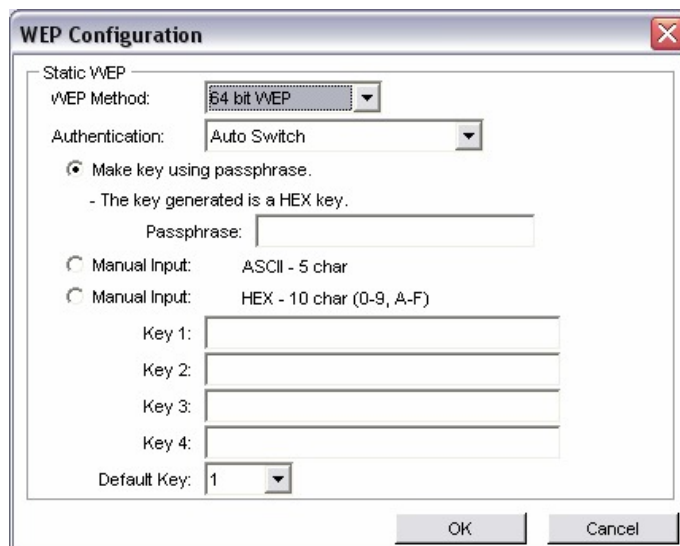 WEP Configuration
Static WEP
WEP Method: 64 bit WEP
Authentication: Auto Switch
Make key using passphrase.
- The key generated is a HEX key.
Passphrase:
Manual Input: ASCII - 5 char
Manual Input: HEX - 10 char (0-9, A-F)
Key 1:
Key 2:
Key 3:
Key 4:
Default Key: 1
OK Cancel